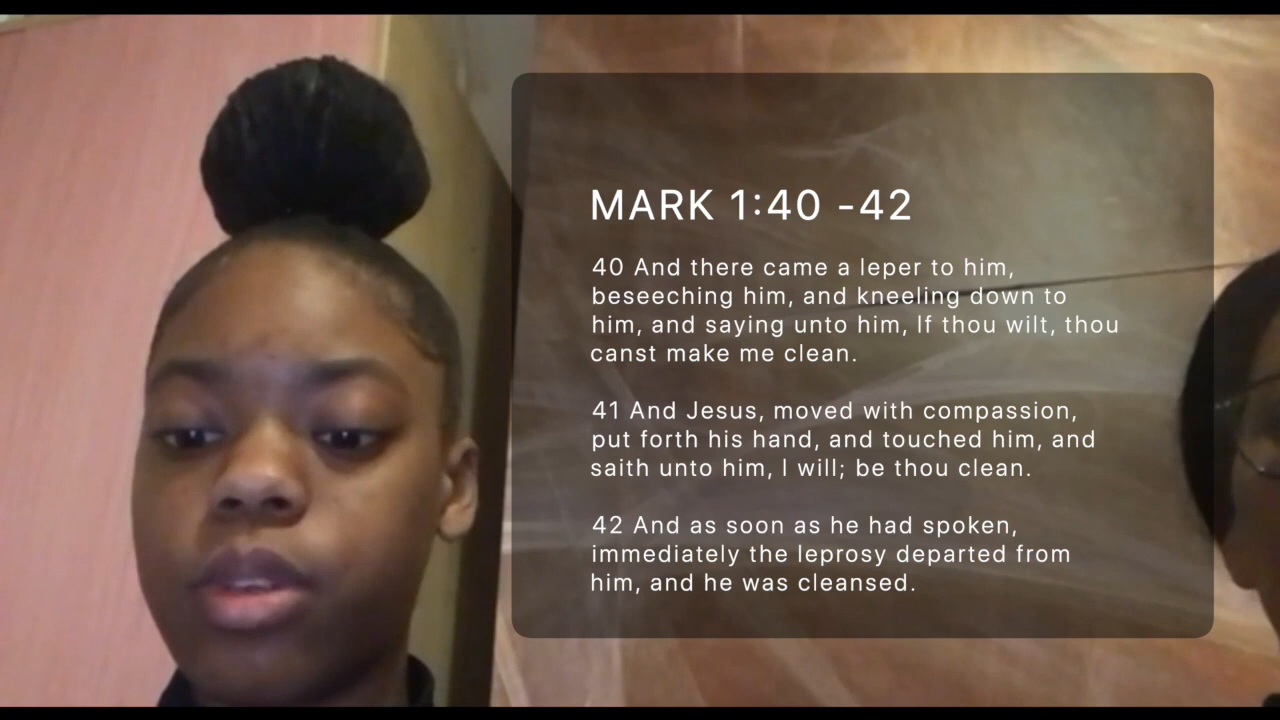 MARK 1:40 -42
40 And there came a leper to him,
beseeching him, and kneeling down to
him, and saying unto him, If thou wilt, thou
canst make me clean.
41 And Jesus, moved with compassion,
put forth his hand, and touched him, and
saith unto him, I will; be thou clean.
42 And as soon as he had spoken,
immediately the leprosy departed from
him, and he was cleansed.